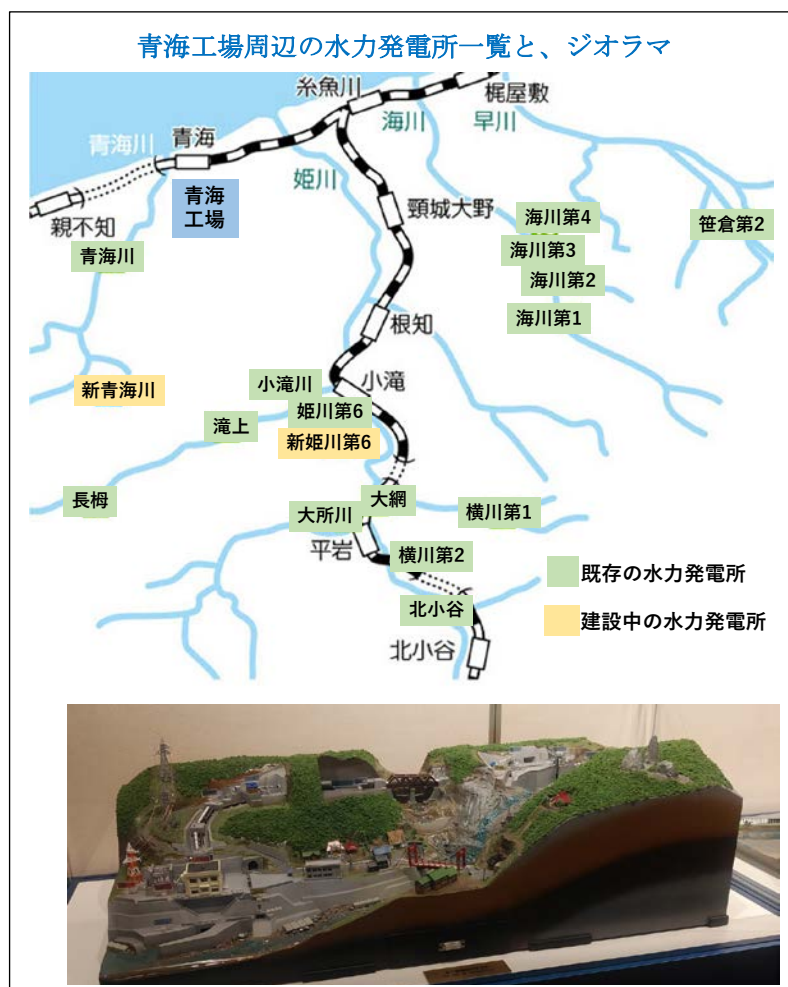 青海工場周辺の水力発電所一覧と、ジオラマ
糸魚川
梶屋敷
海川
早川
青海
青海川
姫川
青海
工場
親不知
頸城大野
海川第4
笹倉第2
青海川
海川第3
海川第2
海川第1
根知
新青海川
小滝川
小滝
姫川第6
滝上
新姫川第6
長栂
大網
横川第1
大所川
平岩
横川第2
既存の水力発電所
北小谷
建設中の水力発電所
北小谷